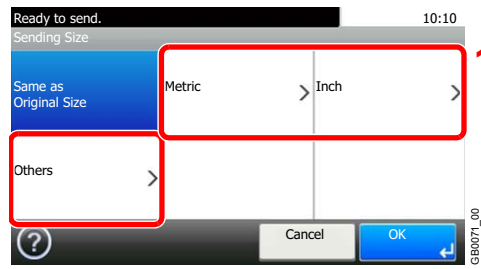 Ready to send.
10:10
Sending Size
1
Same as
Original Size
Metric
Inch
Others
?
Cancel
OK
GB0071_00